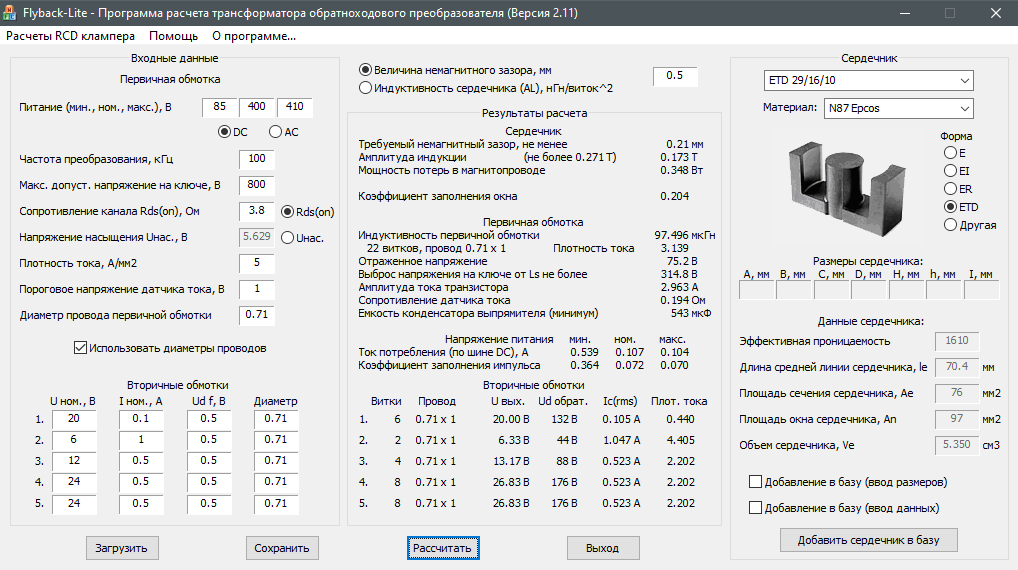 Flyback-Lite - Программа расчета трансформатора обратноходового преобразователя (Версия 2.11)
Расчеты RCD клампера Помощь О программе...
Входные данные
Первичная обмотка
Питание (мин., ном., макс.), В 85 400 410
DC AC
Частота преобразования, кГц 100
Макс. допуст. напряжение на ключе, В 800
Сопротивление канала Rds(on), Ом 3.8 Rds(on)
Напряжение насыщения Uнас., В 5.629 Uнас.
Плотность тока, А/мм2 5
Пороговое напряжение датчика тока, В 1
Диаметр провода первичной обмотки 0.71
Использовать диаметры проводов
Вторичные обмотки
U ном., В I ном., А Ud f, В Диаметр
1. 20 0.1 0.5 0.71
2. 6 1 0.5 0.71
3. 12 0.5 0.5 0.71
4. 24 0.5 0.5 0.71
5. 24 0.5 0.5 0.71
Загрузить Сохранить Рассчитать Выход
Величина немагнитного зазора, мм 0.5
Индуктивность сердечника (AL), нГн/виток^2
Результаты расчета
Сердечник
Требуемый немагнитный зазор, не менее 0.21 мм
Амплитуда индукции (не более 0.271 Т) 0.173 Т
Мощность потерь в магнитопроводе 0.348 Вт
Коэффициент заполнения окна 0.204
Первичная обмотка
Индуктивность первичной обмотки 97.496 мкГн
22 витков, провод 0.71 x 1 Плотность тока 3.139
Отраженное напряжение 75.2 В
Выброс напряжения на ключе от Ls не более 314.8 В
Амплитуда тока транзистора 2.963 А
Сопротивление датчика тока 0.194 Ом
Емкость конденсатора выпрямителя (минимум) 543 мкФ
Напряжение питания мин. ном. макс.
Ток потребления (по шине DC), А 0.539 0.107 0.104
Коэффициент заполнения импульса 0.364 0.072 0.070
Вторичные обмотки
Витки Провод U вых. Ud обрат. Ic(rms) Плот. тока
1. 6 0.71 x 1 20.00 В 132 В 0.105 А 0.440
2. 2 0.71 x 1 6.33 В 44 В 1.047 А 4.405
3. 4 0.71 x 1 13.17 В 88 В 0.523 А 2.202
4. 8 0.71 x 1 26.83 В 176 В 0.523 А 2.202
5. 8 0.71 x 1 26.83 В 176 В 0.523 А 2.202
Сердечник
ETD 29/16/10
Материал: N87 Epcos
Форма
E
EI
ER
ETD
Другая
Размеры сердечника:
A, мм B, мм C, мм D, мм H, мм h, мм I, мм
Данные сердечника:
Эффективная проницаемость 1610
Длина средней линии сердечника, le 70.4 мм
Площадь сечения сердечника, Ae 76 мм2
Площадь окна сердечника, An 97 мм2
Объем сердечника, Ve 5.350 см3
Добавление в базу (ввод размеров)
Добавление в базу (ввод данных)
Добавить сердечник в базу